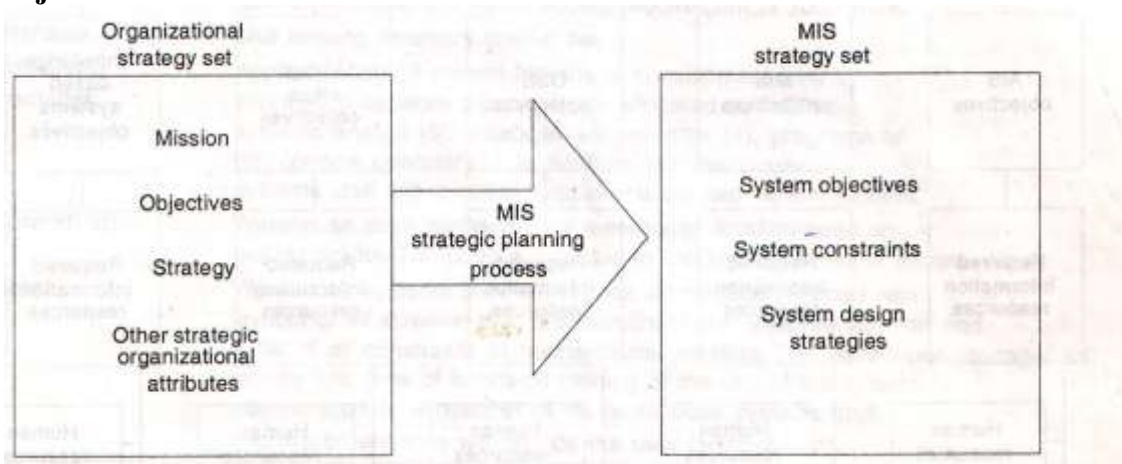 Organizational
strategy set
Mission
Objectives
Strategy
Other strategic
organizational
attributes
MIS
strategic planning
process
MIS
strategy set
System objectives
System constraints
System design
strategies